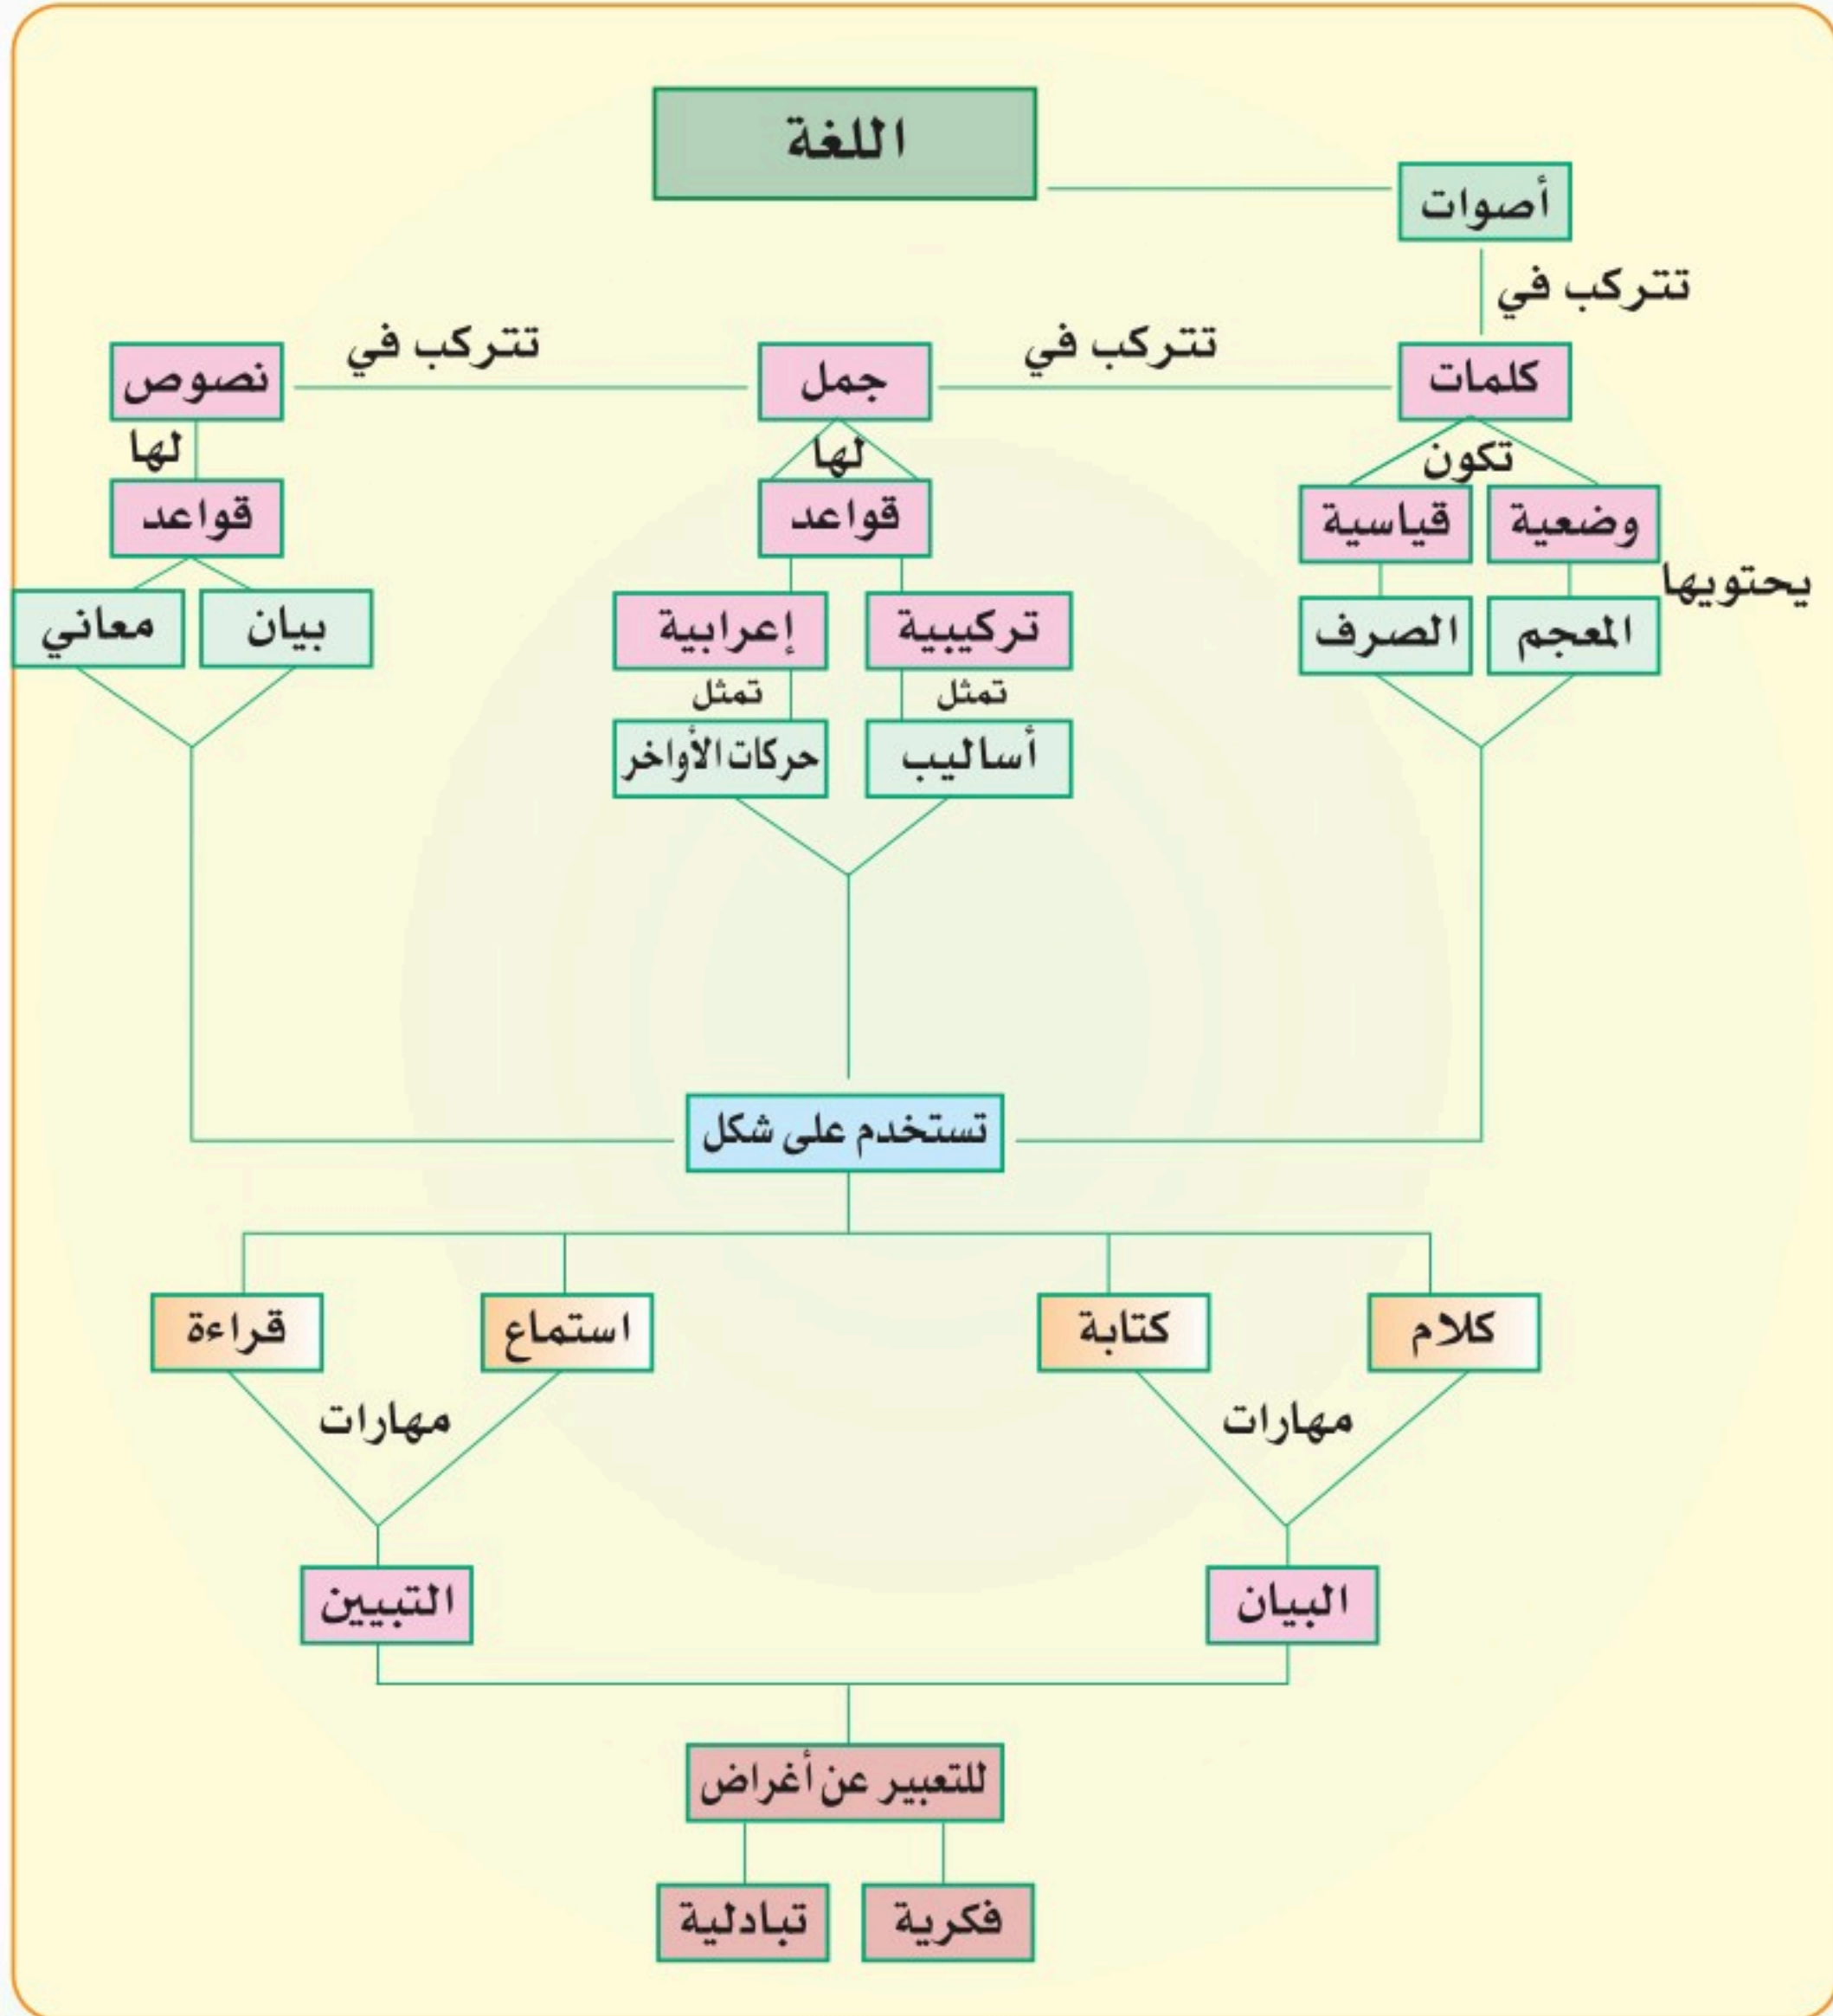 اللغة
أصوات
تتركب في
كلمات
تتركب في
جمل
تتركب في
نصوص
تكون
لها
لها
وضعية
قياسية
قواعد
قواعد
يحتويها
المعجم
الصرف
تركيبية
إعرابية
بيان
معاني
تمثل
تمثل
أساليب
حركات الأواخر
تستخدم على شكل
كلام
كتابة
استماع
قراءة
مهارات
مهارات
البيان
التبيين
للتعبير عن أغراض
فكرية
تبادلية